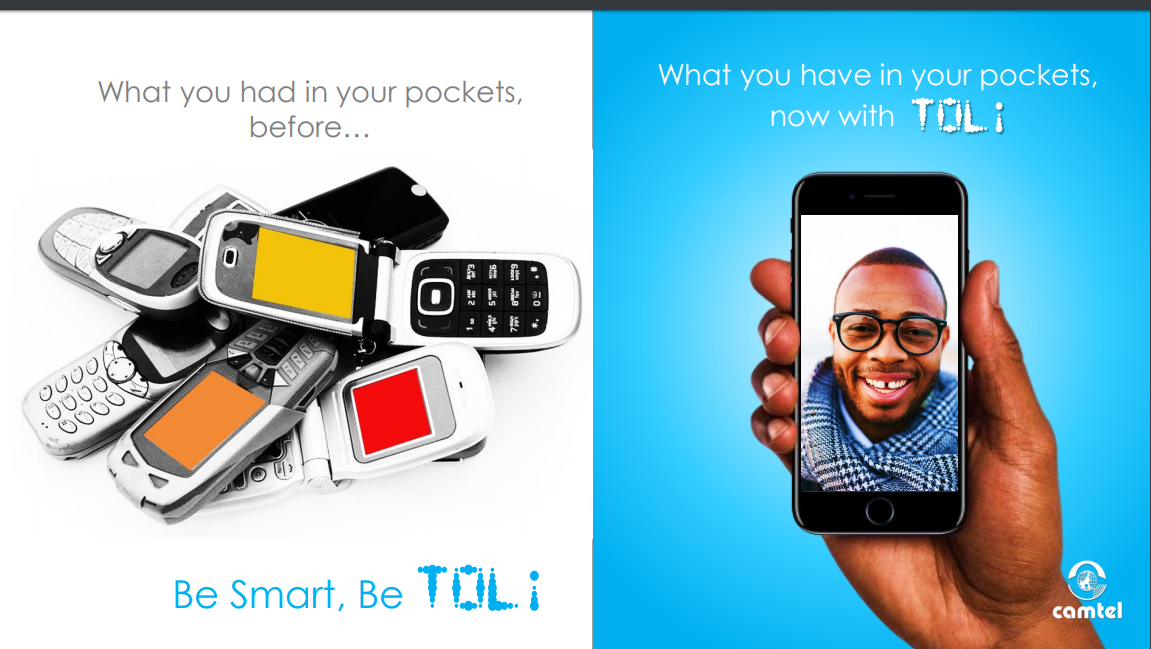 What you had in your pockets,
before...
Be Smart, Be TOLi
What you have in your pockets,
now with TOLi
camtel